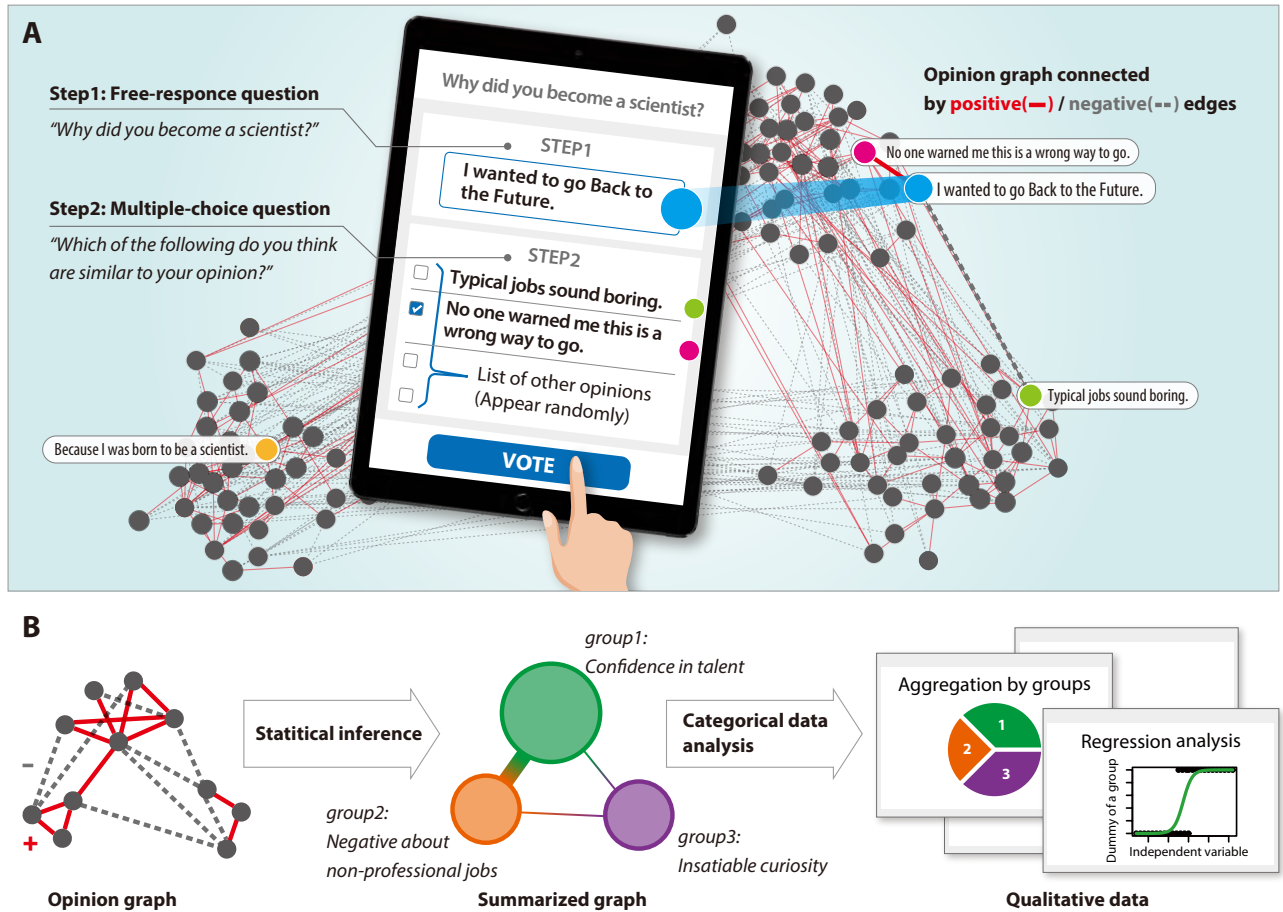 A
Step1: Free-responce question
“Why did you become a scientist?”
Step2: Multiple-choice question
“Which of the following do you think
are similar to your opinion?”
Why did you become a scientist?
STEP1
I wanted to go Back to
the Future.
STEP2
Typical jobs sound boring.
No one warned me this is a
wrong way to go.
List of other opinions
(Appear randomly)
VOTE
Opinion graph connected
by positive(—) / negative(--) edges
No one warned me this is a wrong way to go.
I wanted to go Back to the Future.
Typical jobs sound boring.
Because I was born to be a scientist.
B
–
+
Opinion graph
Statitical inference
group1:
Confidence in talent
group2:
Negative about
non-professional jobs
group3:
Insatiable curiosity
Summarized graph
Categorical data
analysis
Aggregation by groups
1
2
3
Regression analysis
Dummy of a group
Independent variable
Qualitative data